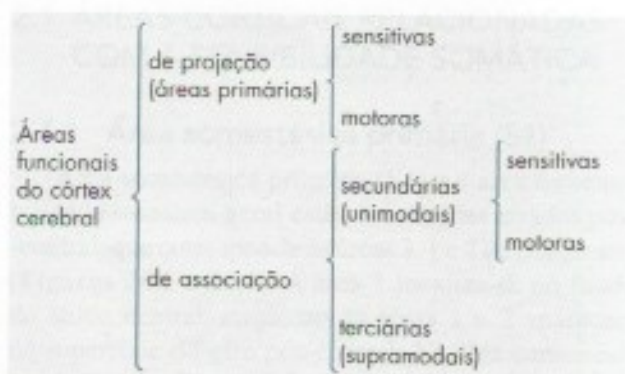 Áreas
funcionais
do córtex
cerebral
de projeção
(áreas primárias)
sensitivas
motoras
de associação
secundárias
(unimodais)
sensitivas
motoras
terciárias
(supramodais)